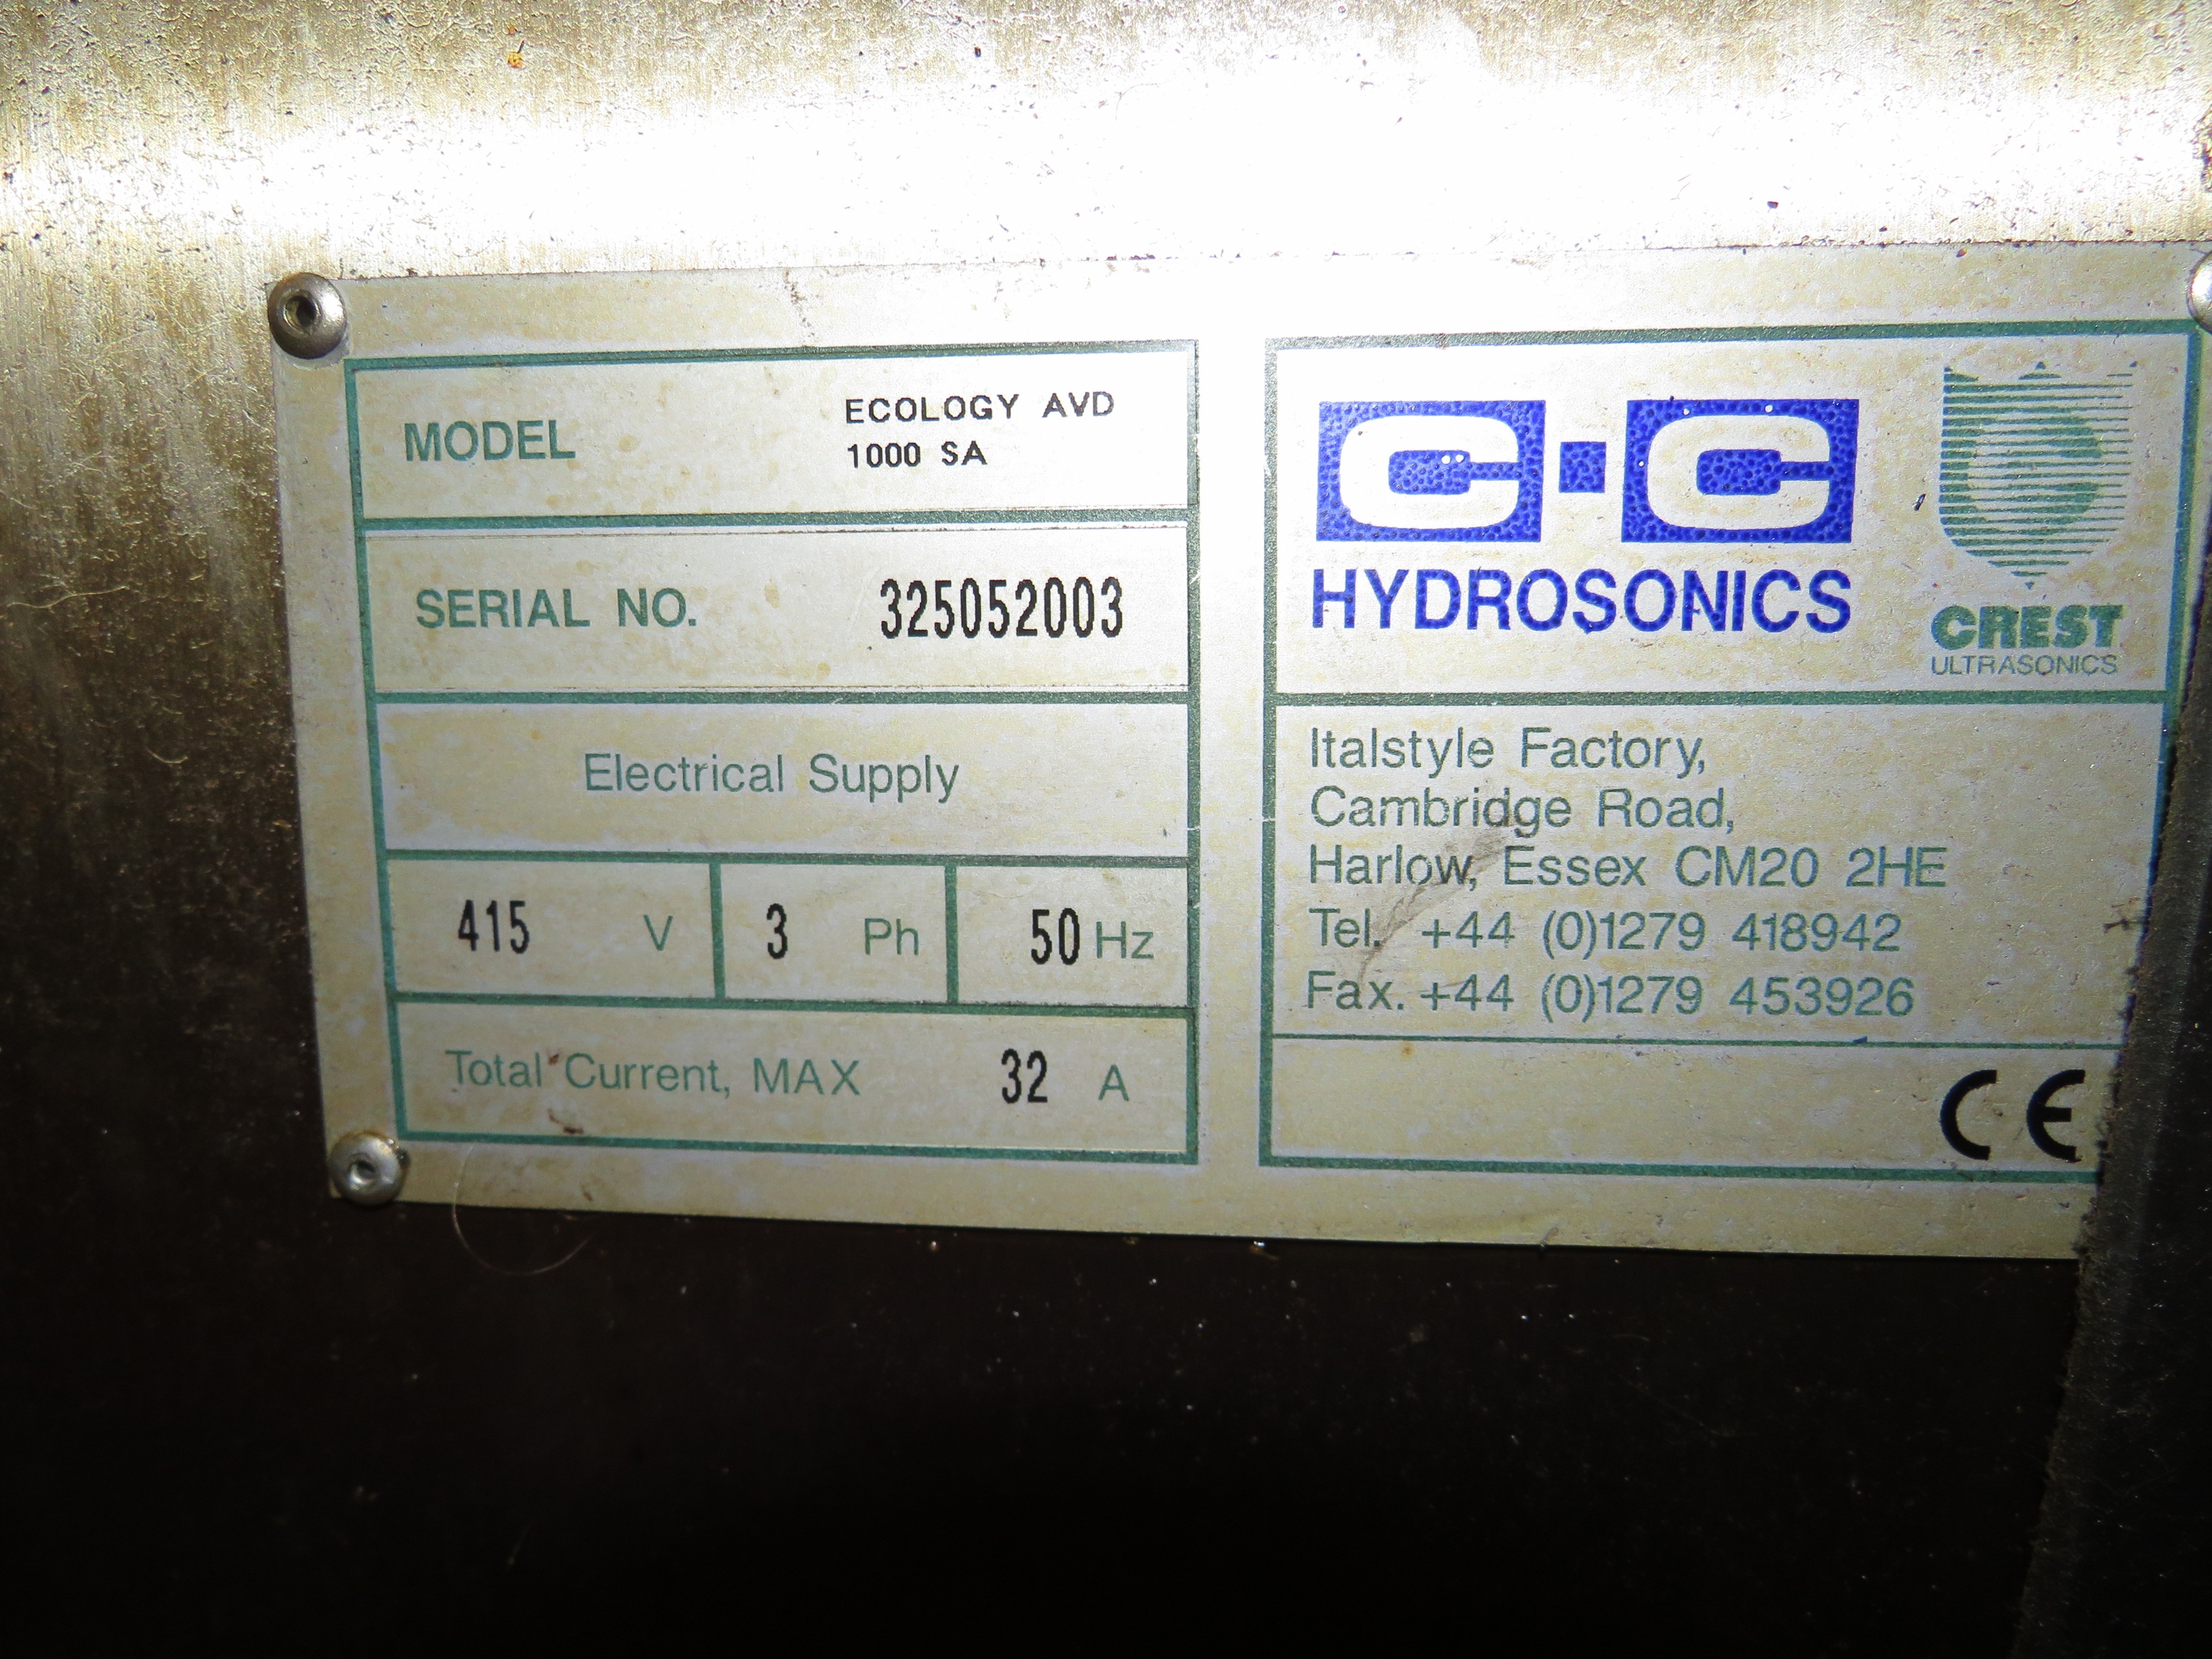 MODEL ECOLOGY AVD
1000 SA
SERIAL NO. 325052003
Electrical Supply
415 V 3 Ph 50 Hz
Total Current, MAX 32 A
C·C
HYDROSONICS
CREST
ULTRASONICS
Italstyle Factory,
Cambridge Road,
Harlow, Essex CM20 2HE
Tel. +44 (0)1279 418942
Fax. +44 (0)1279 453926
CE